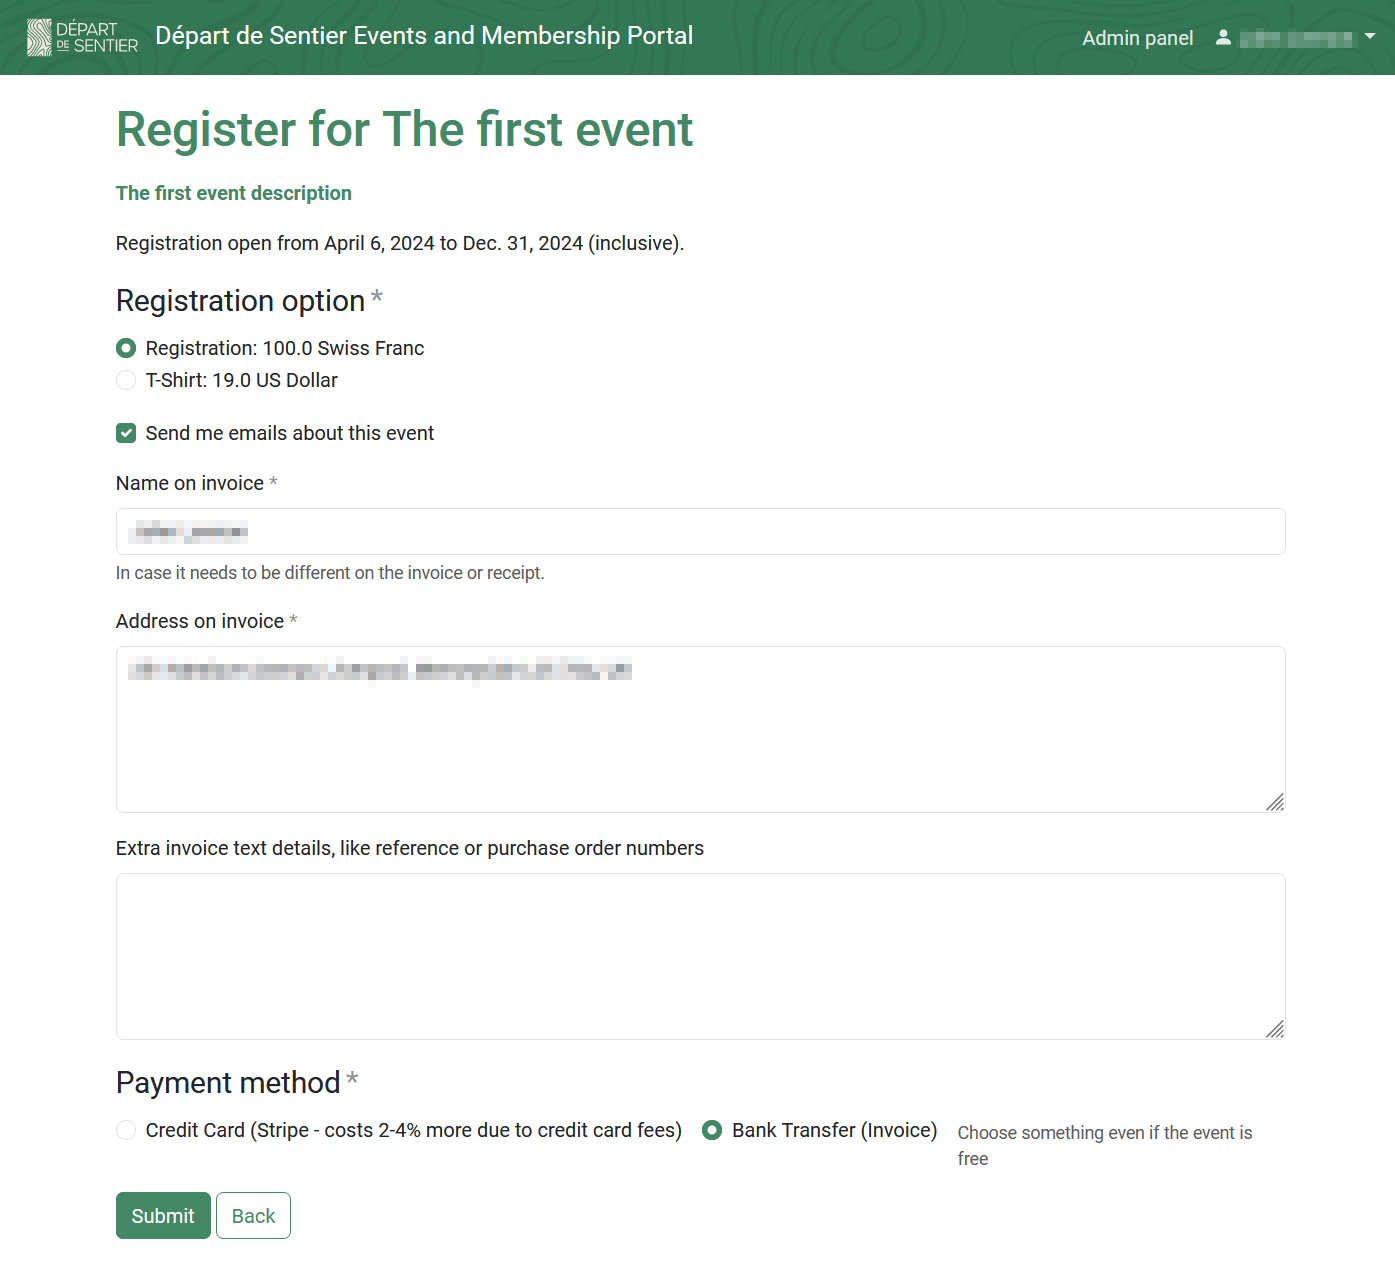 DÉPART
DE SENTIER
Départ de Sentier Events and Membership Portal
Admin panel
Register for The first event
The first event description
Registration open from April 6, 2024 to Dec. 31, 2024 (inclusive).
Registration option *
Registration: 100.0 Swiss Franc
T-Shirt: 19.0 US Dollar
Send me emails about this event
Name on invoice *
In case it needs to be different on the invoice or receipt.
Address on invoice *
Extra invoice text details, like reference or purchase order numbers
Payment method *
Credit Card (Stripe - costs 2-4% more due to credit card fees)
Bank Transfer (Invoice)
Choose something even if the event is
free
Submit
Back